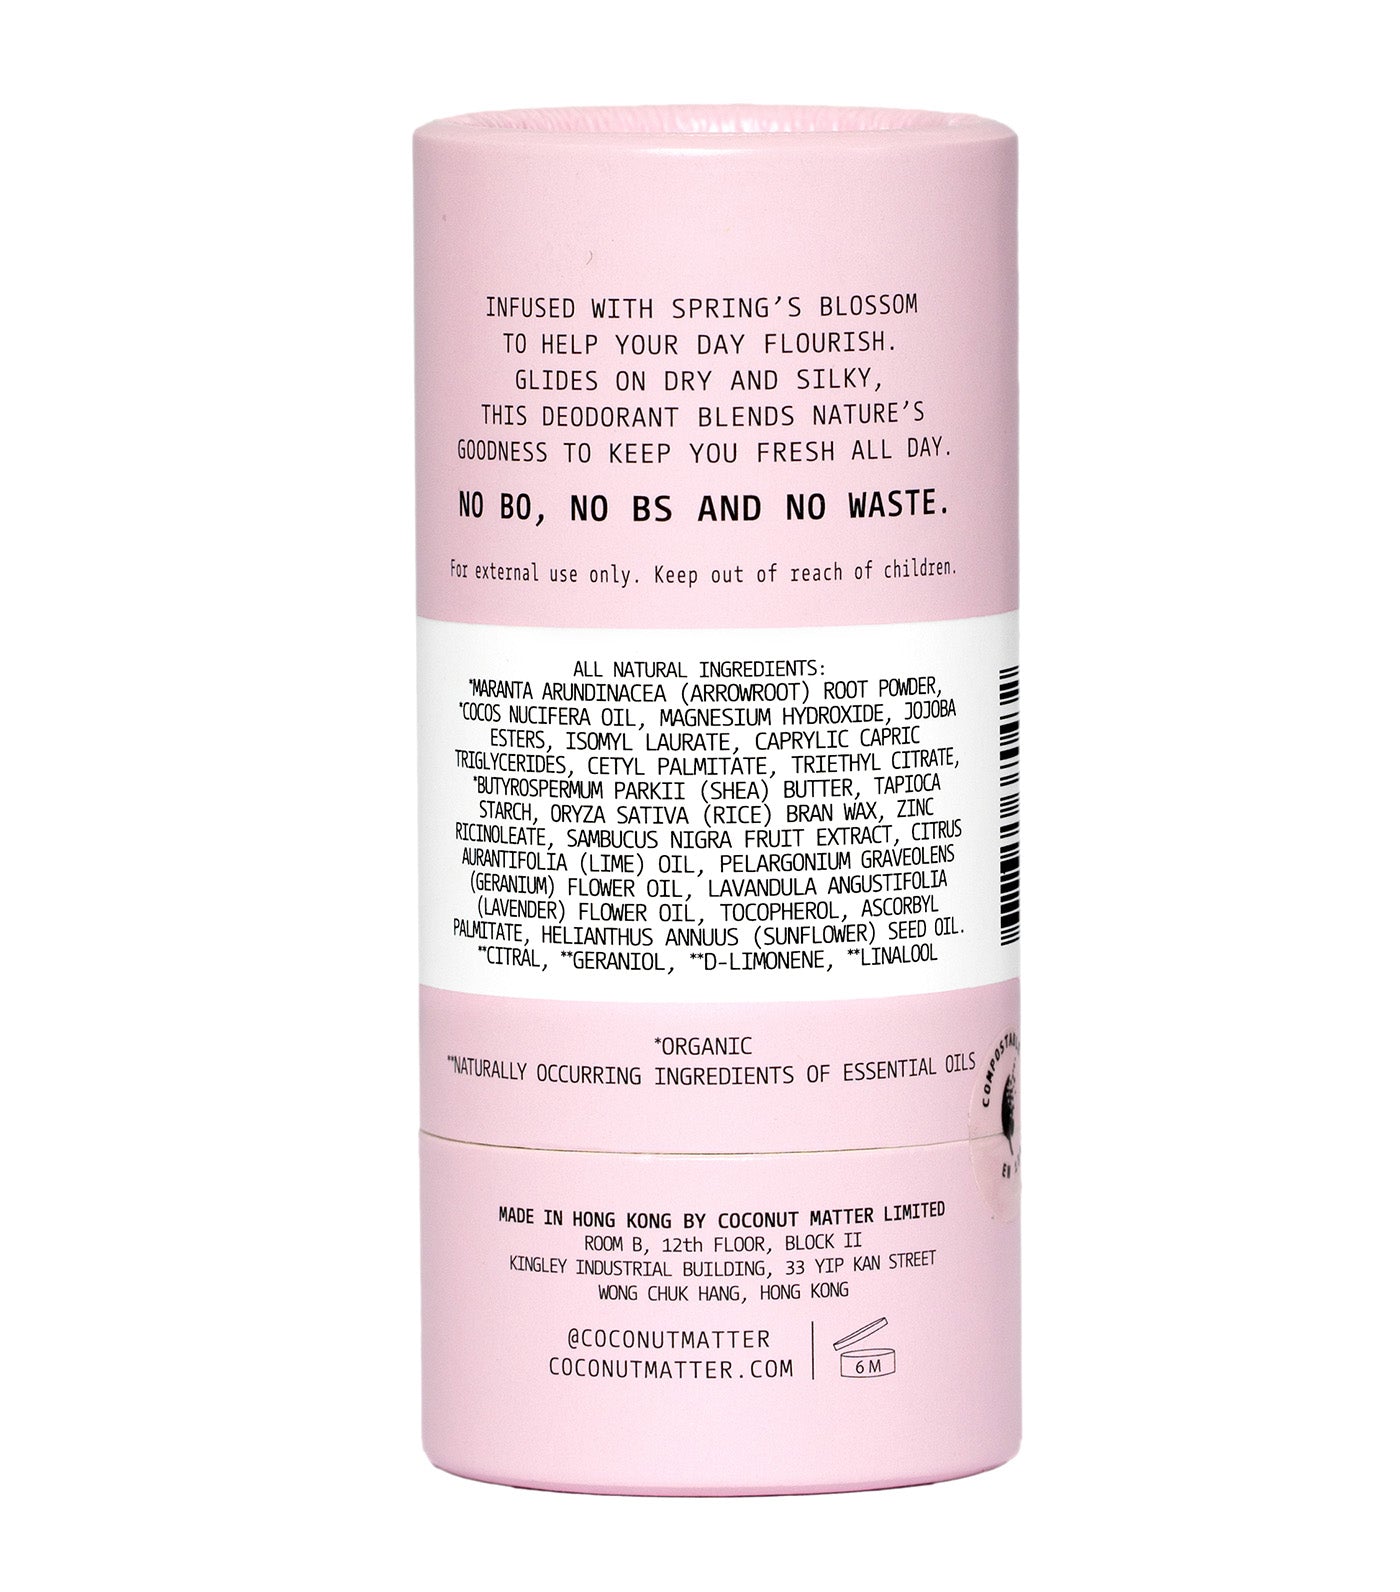 INFUSED WITH SPRING'S BLOSSOM
TO HELP YOUR DAY FLOURISH.
GLIDES ON DRY AND SILKY,
THIS DEODORANT BLENDS NATURE'S
GOODNESS TO KEEP YOU FRESH ALL DAY.
NO BO, NO BS AND NO WASTE.
For external use only. Keep out of reach of children.
ALL NATURAL INGREDIENTS:
*MARANTA ARUNDINACEA (ARROWROOT) ROOT POWDER,
*COCOS NUCIFERA OIL, MAGNESIUM HYDROXIDE, JOJOBA
ESTERS, ISOMYL LAURATE, CAPRYLIC CAPRIC
TRIGLYCERIDES, CETYL PALMITATE, TRIETHYL CITRATE,
*BUTYROSPERMUM PARKII (SHEA) BUTTER, TAPIOCA
STARCH, ORYZA SATIVA (RICE) BRAN WAX, ZINC
RICINOLEATE, SAMBUCUS NIGRA FRUIT EXTRACT, CITRUS
AURANTIFOLIA (LIME) OIL, PELARGONIUM GRAVEOLENS
(GERANIUM) FLOWER OIL, LAVANDULA ANGUSTIFOLIA
(LAVENDER) FLOWER OIL, TOCOPHEROL, ASCORBYL
PALMITATE, HELIANTHUS ANNUUS (SUNFLOWER) SEED OIL.
**CITRAL, **GERANIOL, **D-LIMONENE, **LINALOOL
*ORGANIC
**NATURALLY OCCURRING INGREDIENTS OF ESSENTIAL OILS
EN
MADE IN HONG KONG BY COCONUT MATTER LIMITED
ROOM B, 12th FLOOR, BLOCK II
KINGLEY INDUSTRIAL BUILDING, 33 YIP KAN STREET
WONG CHUK HANG, HONG KONG
@COCONUTMATTER
COCONUTMATTER.COM
6 M